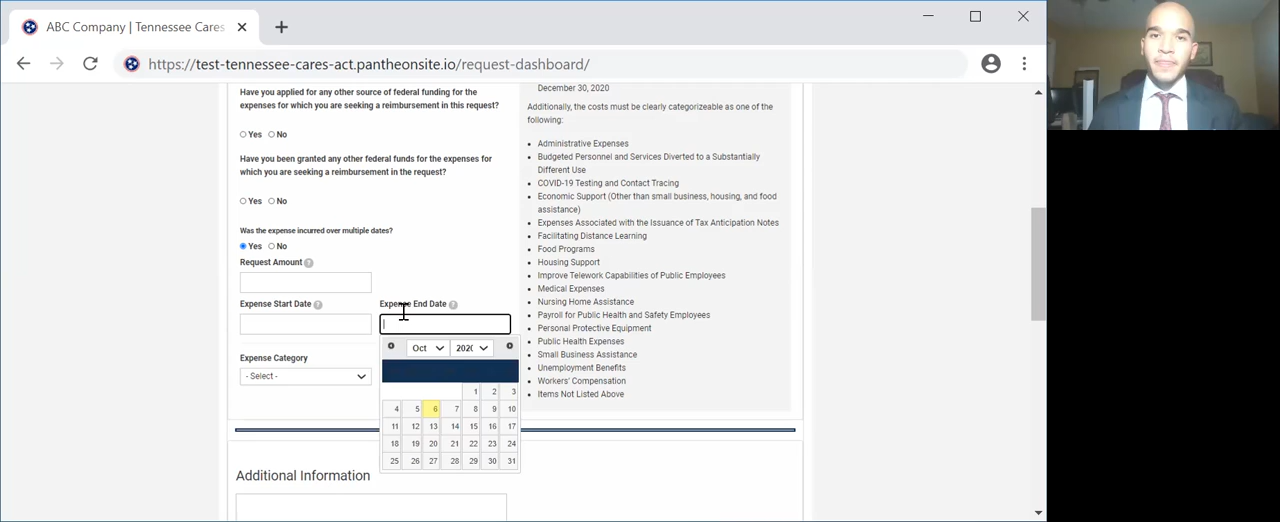 ABC Company | Tennessee Cares
https://test-tennessee-cares-act.pantheonsite.io/request-dashboard/
Have you applied for any other source of federal funding for the
expenses for which you are seeking a reimbursement in this request?
Yes No
Have you been granted any other federal funds for the expenses for
which you are seeking a reimbursement in the request?
Yes No
Was the expense incurred over multiple dates?
Yes No
Request Amount ?
Expense Start Date ?
Expense End Date ?
Oct 2020
1 2 3
4 5 6 7 8 9 10
11 12 13 14 15 16 17
18 19 20 21 22 23 24
25 26 27 28 29 30 31
Expense Category
- Select -
December 30, 2020
Additionally, the costs must be clearly categorizeable as one of the
following:
Administrative Expenses
Budgeted Personnel and Services Diverted to a Substantially
Different Use
COVID-19 Testing and Contact Tracing
Economic Support (Other than small business, housing, and food
assistance)
Expenses Associated with the Issuance of Tax Anticipation Notes
Facilitating Distance Learning
Food Programs
Housing Support
Improve Telework Capabilities of Public Employees
Medical Expenses
Nursing Home Assistance
Payroll for Public Health and Safety Employees
Personal Protective Equipment
Public Health Expenses
Small Business Assistance
Unemployment Benefits
Workers' Compensation
Items Not Listed Above
Additional Information